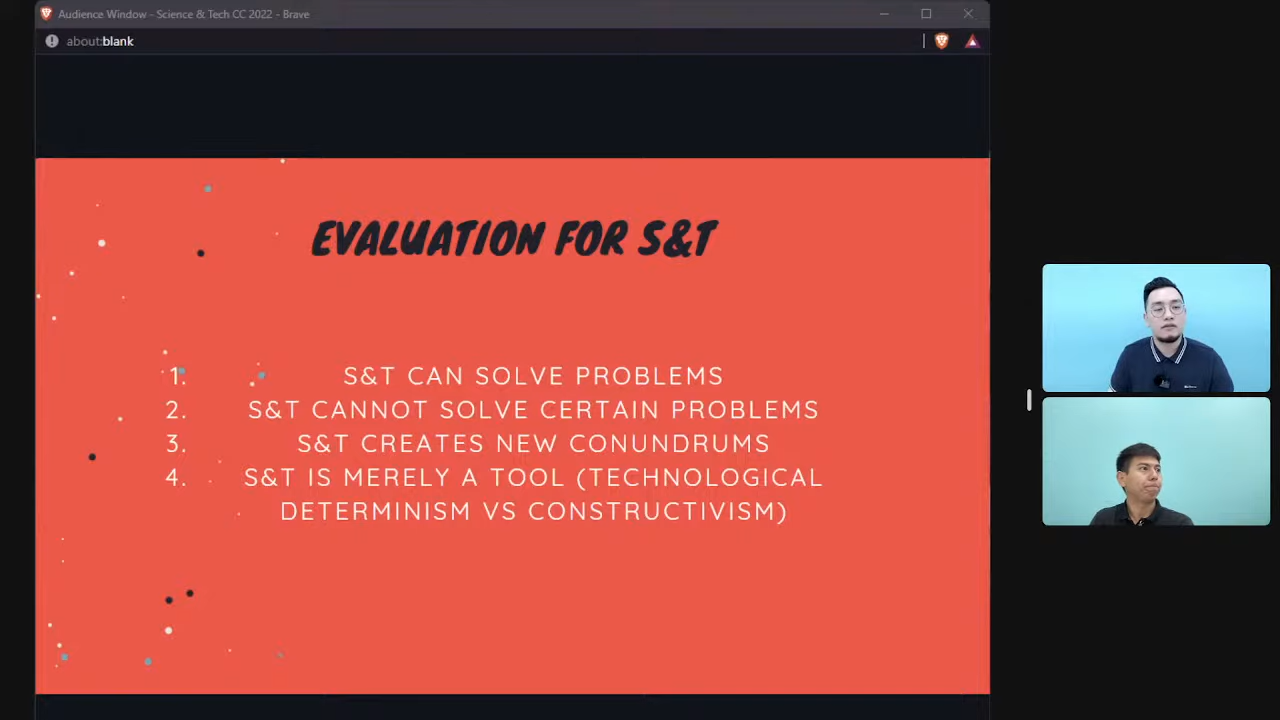 Audience Window - Science & Tech CC 2022 - Brave
about:blank
EVALUATION FOR S&T
1. S&T CAN SOLVE PROBLEMS
2. S&T CANNOT SOLVE CERTAIN PROBLEMS
3. S&T CREATES NEW CONUNDRUMS
4. S&T IS MERELY A TOOL (TECHNOLOGICAL
DETERMINISM VS CONSTRUCTIVISM)